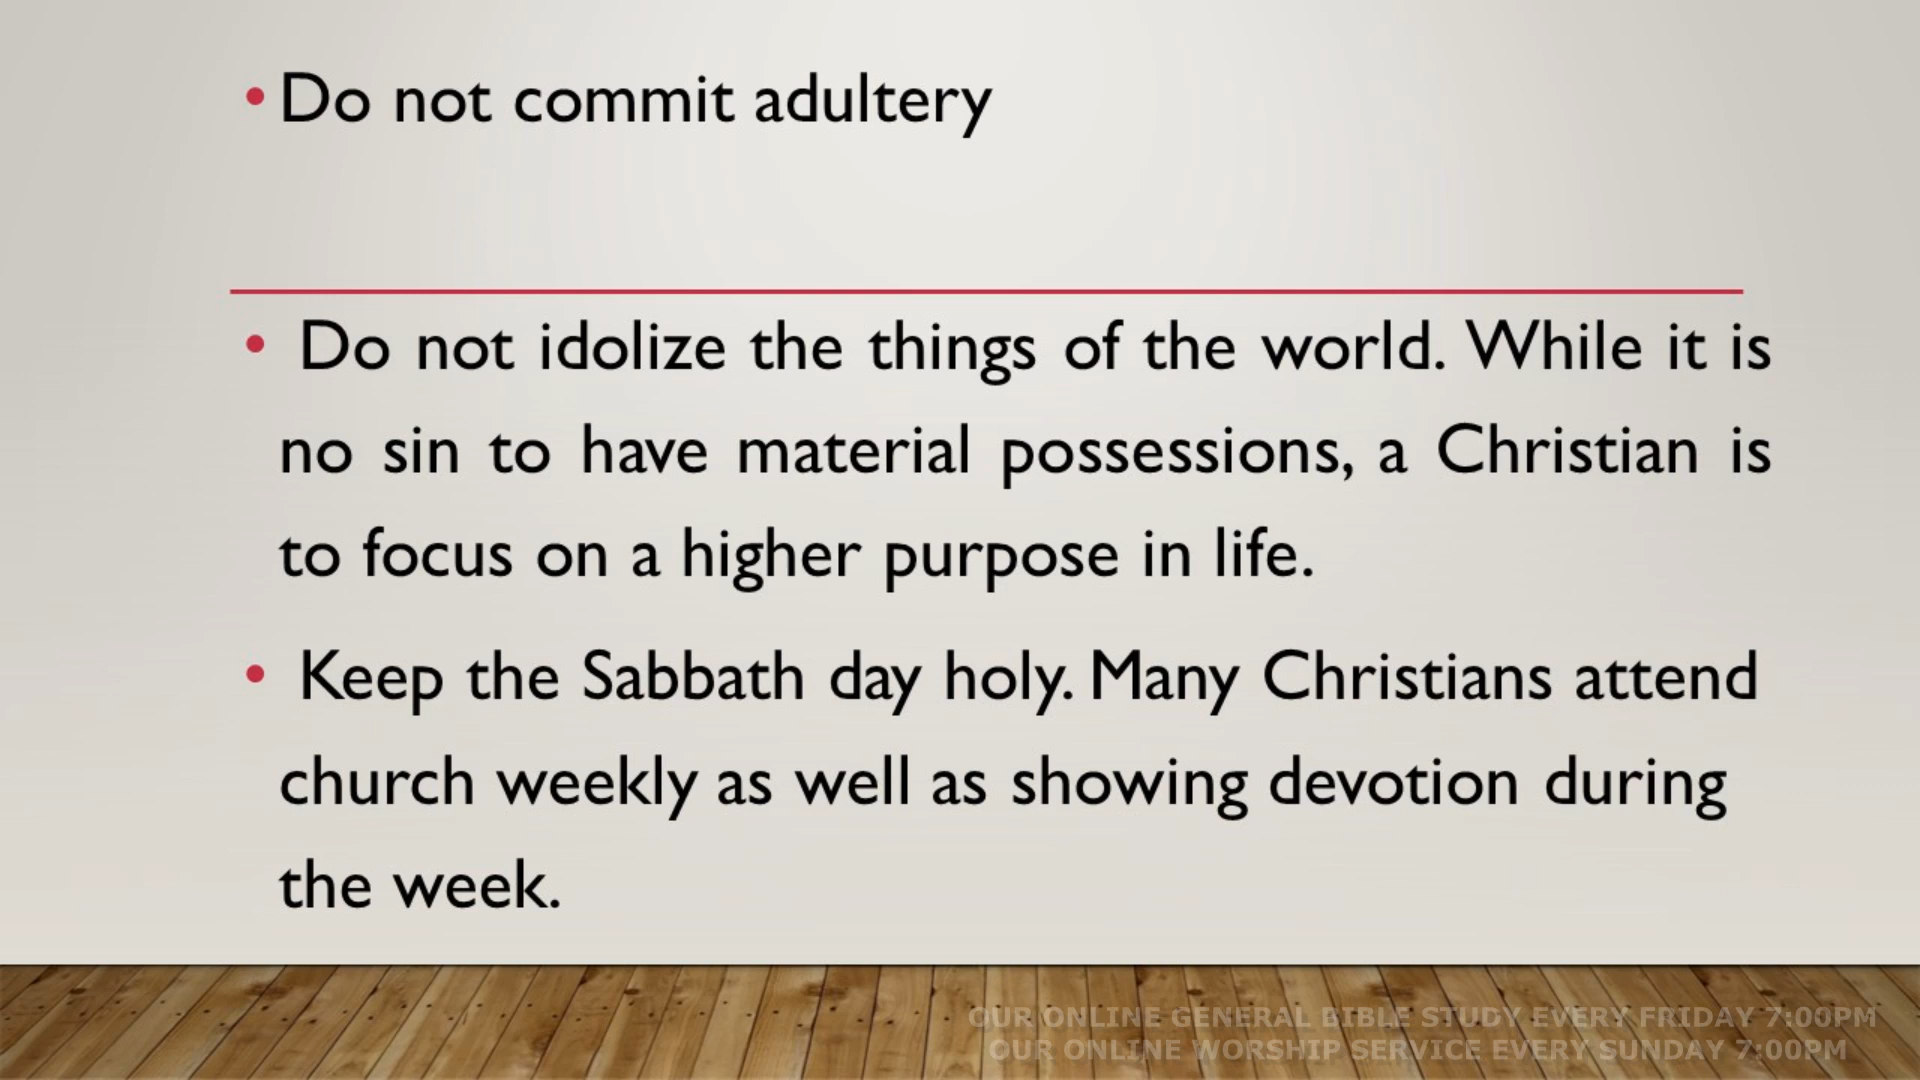 • Do not commit adultery
• Do not idolize the things of the world. While it is
no sin to have material possessions, a Christian is
to focus on a higher purpose in life.
• Keep the Sabbath day holy. Many Christians attend
church weekly as well as showing devotion during
the week.
OUR ONLINE GENERAL BIBLE STUDY EVERY FRIDAY 7:00PM
OUR ONLINE WORSHIP SERVICE EVERY SUNDAY 7:00PM